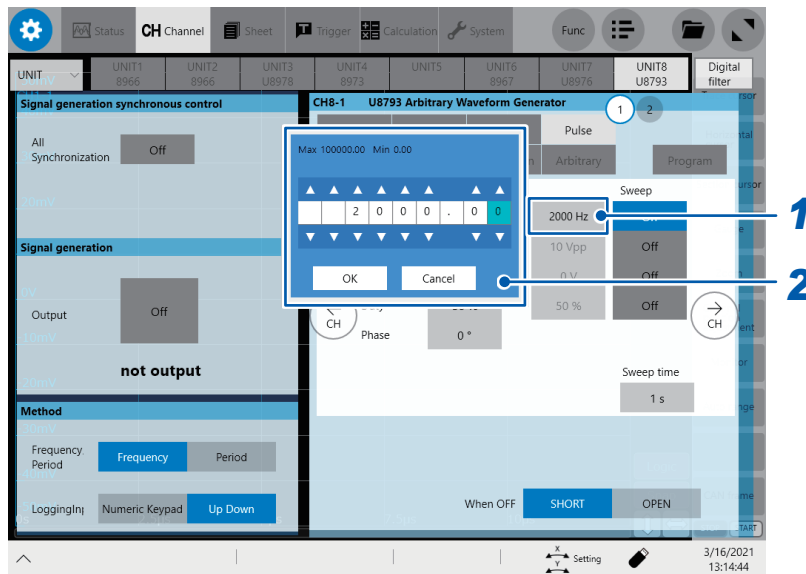 Status
CH Channel
Sheet
Trigger
Calculation
System
Func
UNIT
UNIT1
8966
UNIT2
8966
UNIT3
U8978
UNIT4
8973
UNIT5
UNIT6
8967
UNIT7
U8976
UNIT8
U8793
Digital
filter
Signal generation synchronous control
CH8-1 U8793 Arbitrary Waveform Generator
1
2
All
Synchronization
Off
Max 100000.00 Min 0.00
Pulse
Arbitrary
Program
Sweep
2 0 0 0 . 0 0
2000 Hz
1
OK
Cancel
2
10 Vpp
Off
0 V
Off
50 %
Off
Signal generation
Output
Off
not output
CH
Phase
0 °
CH
Sweep time
1 s
Method
Frequency
Period
Frequency
Period
LoggingIn
Numeric Keypad
Up Down
When OFF
SHORT
OPEN
X
Y
Setting
3/16/2021
13:14:44